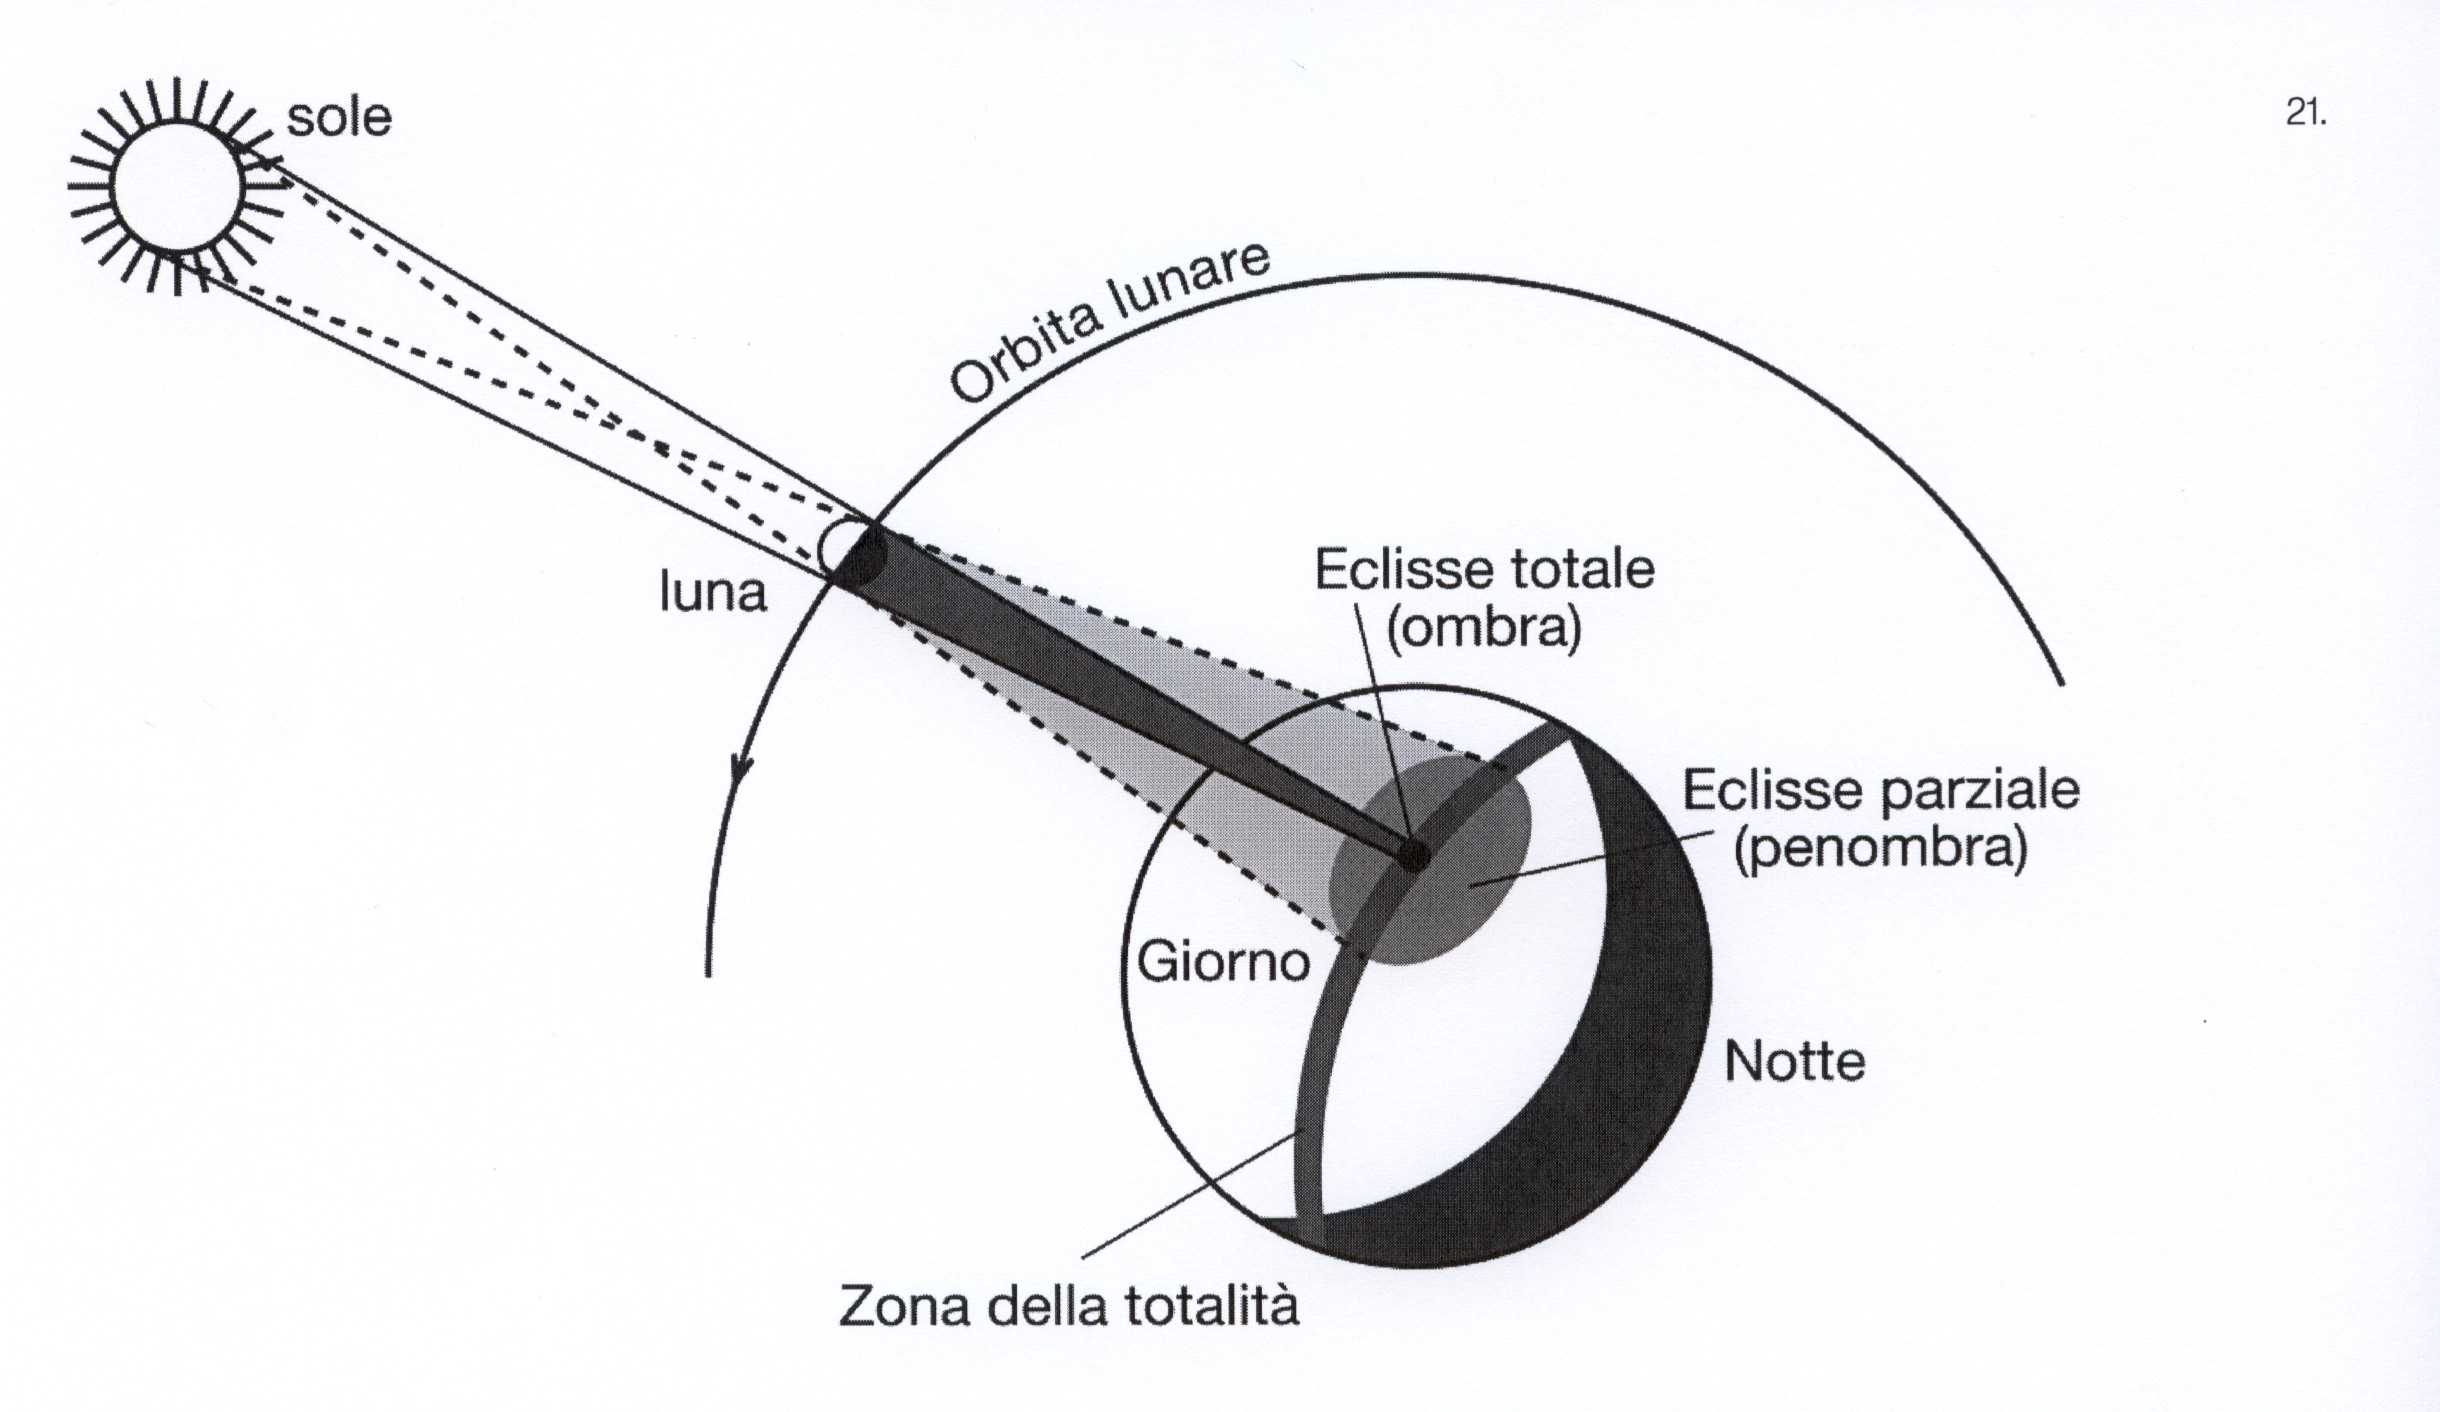 sole
21.
Orbita lunare
luna
Eclisse totale
(ombra)
Eclisse parziale
(penombra)
Giorno
Notte
Zona della totalità